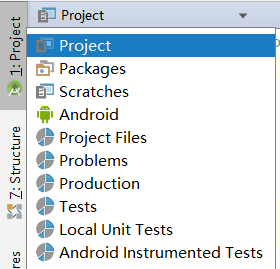 Project
1: Project
Project
Packages
Scratches
Android
Project Files
Problems
Production
Tests
Local Unit Tests
Android Instrumented Tests
7: Structure
res